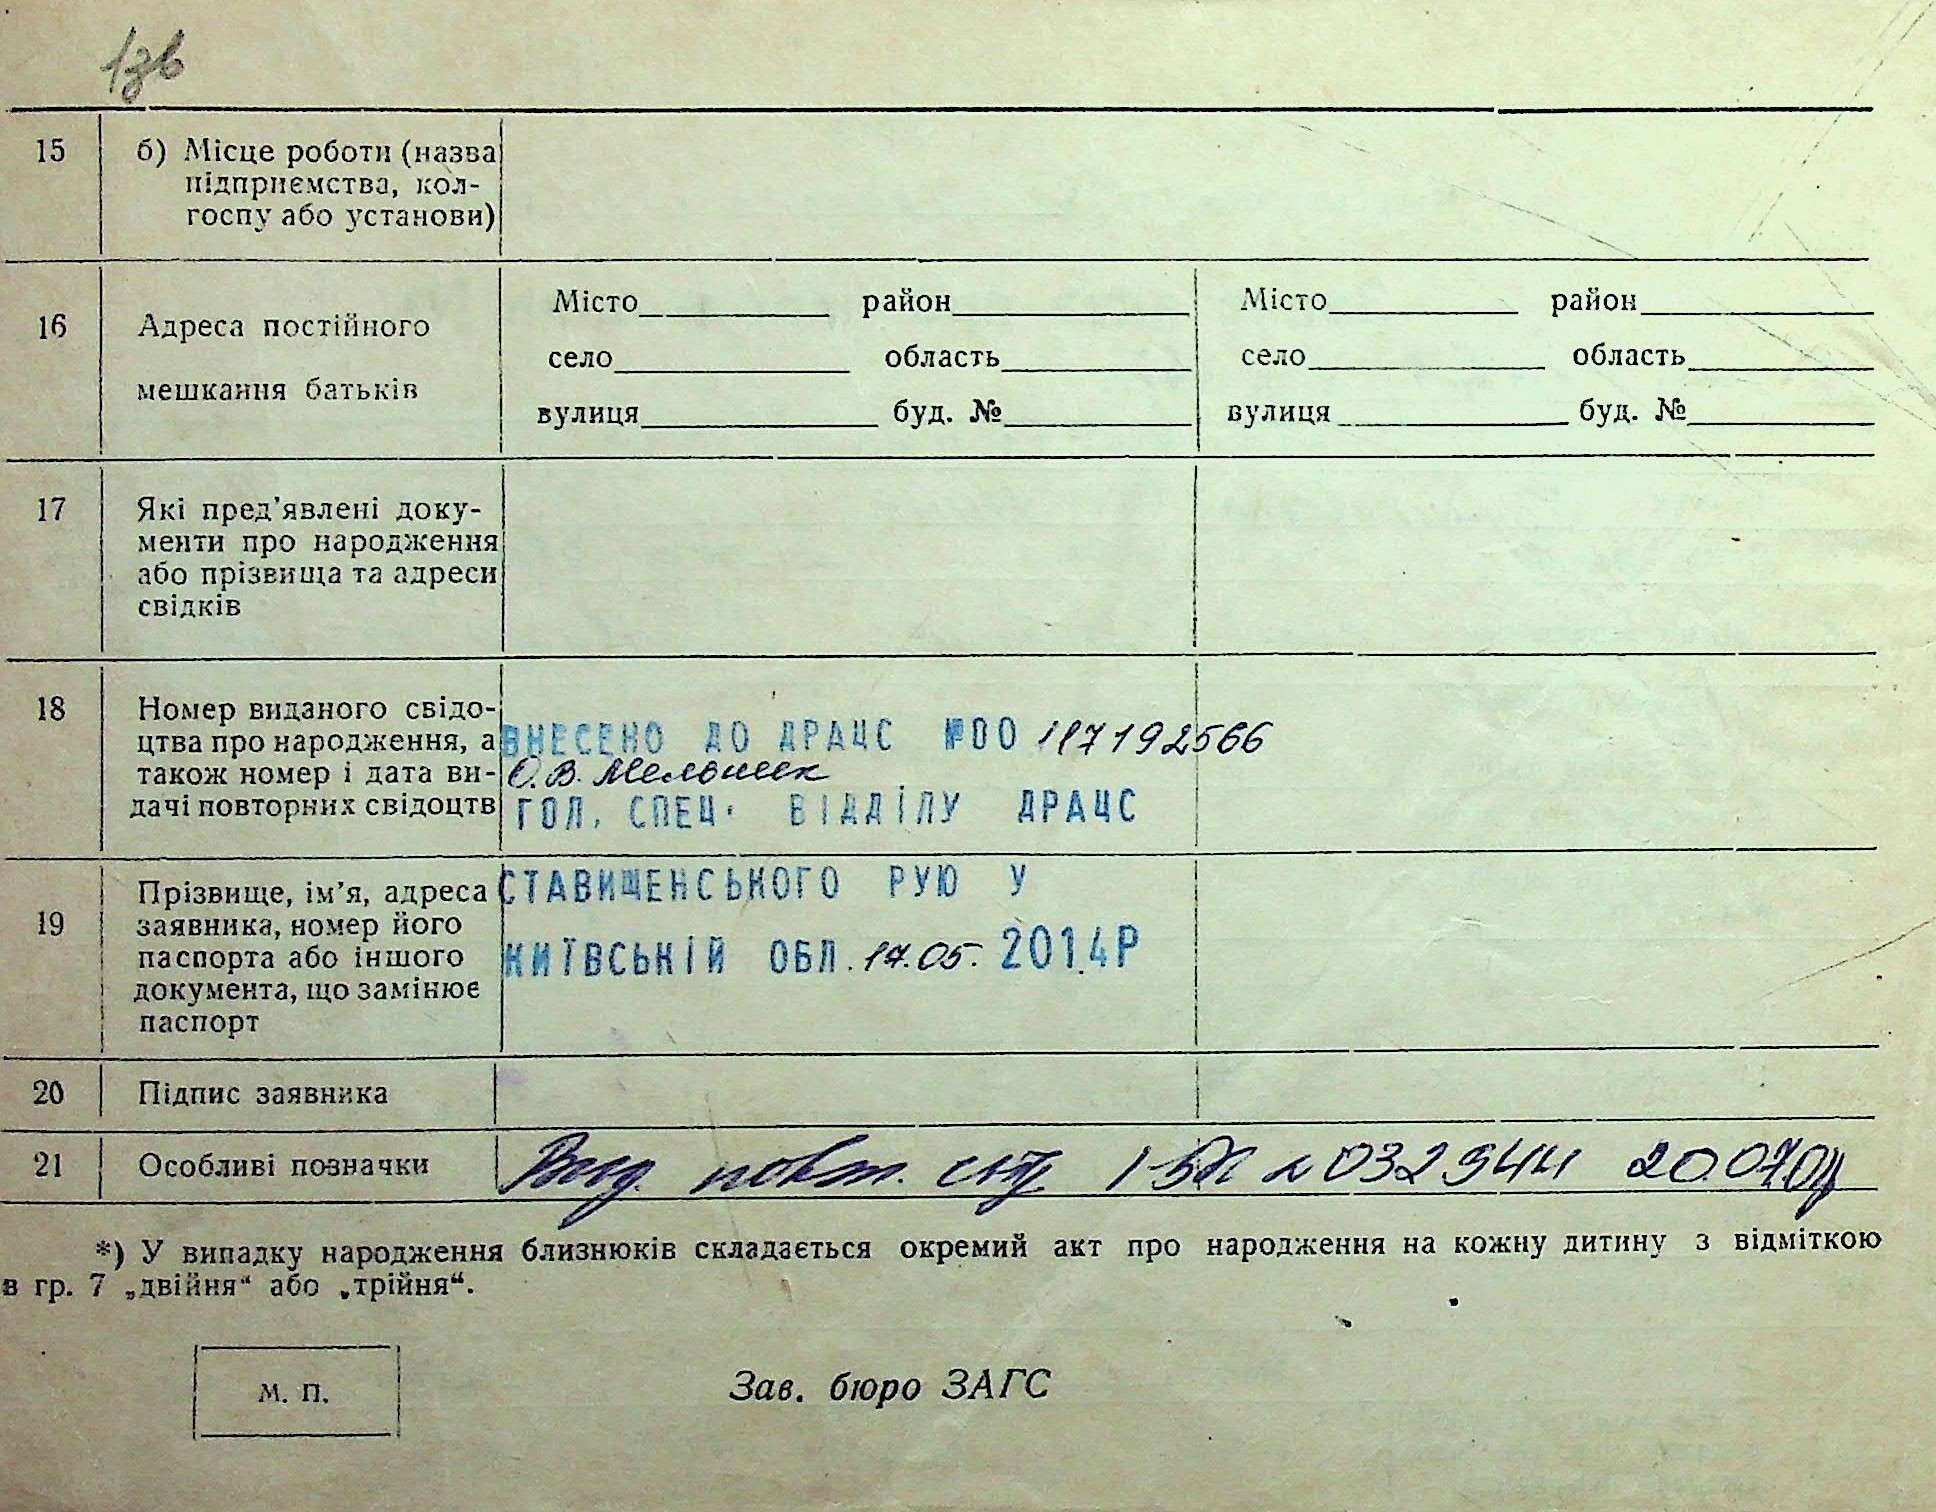 15
б) Місце роботи (назва
підприємства, кол-
госпу або установи)
16
Адреса постійного
мешкання батьків
Місто район
село область
вулиця буд. №
Місто район
село область
вулиця буд. №
17
Які пред'явлені доку-
менти про народження
або прізвища та адреси
свідків
18
Номер виданого свідо-
цтва про народження, а
також номер і дата ви-
дачі повторних свідоцтв
ВНЕСЕНО ДО ДРАЦС №00 117192566
О.В. Мельник
ГОЛ. СПЕЦ. ВІДДІЛУ ДРАЦС
СТАВИЩЕНСЬКОГО РУЮ У
КИЇВСЬКІЙ ОБЛ. 17.05. 2014Р
19
Прізвище, ім'я, адреса
заявника, номер його
паспорта або іншого
документа, що замінює
паспорт
20
Підпис заявника
21
Особливі позначки
повт.
*) У випадку народження близнюків складається окремий акт про народження на кожну дитину з відміткою
в гр. 7 „двійня“ або „трійня“.
М. П.
Зав. бюро ЗАГС